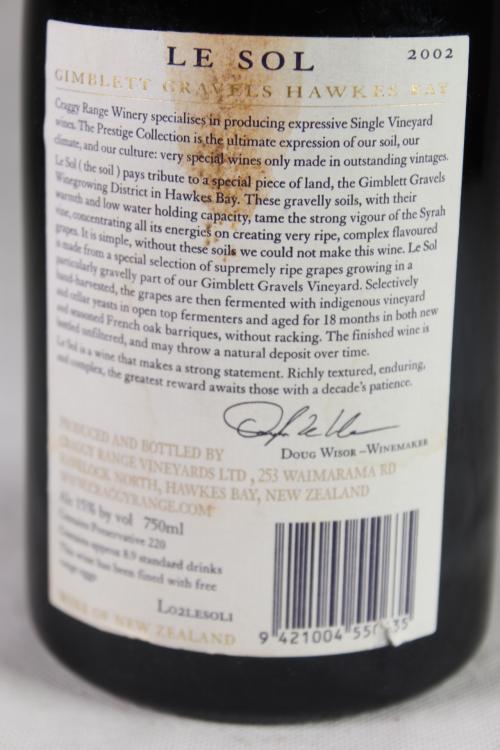 LE SOL 2002
GIMBLETT GRAVELS HAWKES BAY
Craggy Range Winery specialises in producing expressive Single Vineyard
wines. The Prestige Collection is the ultimate expression of our soil, our
climate, and our culture: very special wines only made in outstanding vintages.
Le Sol ( the soil ) pays tribute to a special piece of land, the Gimblett Gravels
Winegrowing District in Hawkes Bay. These gravelly soils, with their
warmth and low water holding capacity, tame the strong vigour of the Syrah
vine, concentrating all its energies on creating very ripe, complex flavoured
grapes. It is simple, without these soils we could not make this wine. Le Sol
is made from a special selection of supremely ripe grapes growing in a
particularly gravelly part of our Gimblett Gravels Vineyard. Selectively
hand-harvested, the grapes are then fermented with indigenous vineyard
and cellar yeasts in open top fermenters and aged for 18 months in both new
and seasoned French oak barriques, without racking. The finished wine is
bottled unfiltered, and may throw a natural deposit over time.
Le Sol is a wine that makes a strong statement. Richly textured, enduring,
and complex, the greatest reward awaits those with a decade's patience.
DOUG WISOR –WINEMAKER
PRODUCED AND BOTTLED BY
CRAGGY RANGE VINEYARDS LTD , 253 WAIMARAMA RD
HAVELOCK NORTH, HAWKES BAY, NEW ZEALAND
WWW.CRAGGYRANGE.COM
Alc 15% by vol 750ml
Contains Preservative 220
Contains approx 8.9 standard drinks
This wine has been fined with free
range eggs
L02LESOL1
WINE OF NEW ZEALAND
9 421004 55 35